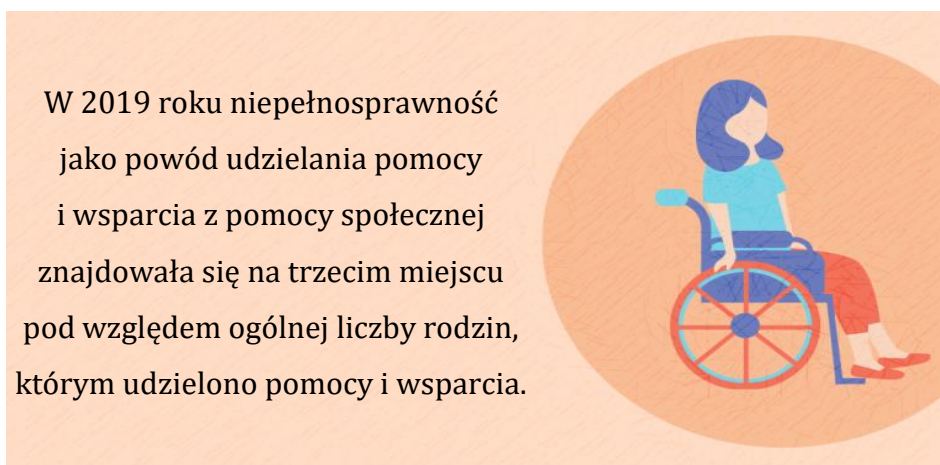 W 2019 roku niepełnosprawność
jako powód udzielania pomocy
i wsparcia z pomocy społecznej
znajdowała się na trzecim miejscu
pod względem ogólnej liczby rodzin,
którym udzielono pomocy i wsparcia.